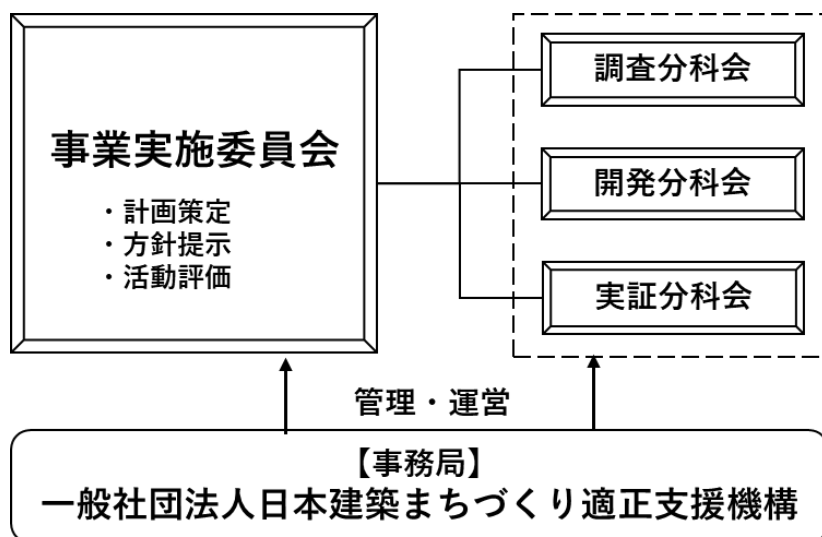 事業実施委員会
・計画策定
・方針提示
・活動評価
調査分科会
開発分科会
実証分科会
管理・運営
【事務局】
一般社団法人日本建築まちづくり適正支援機構